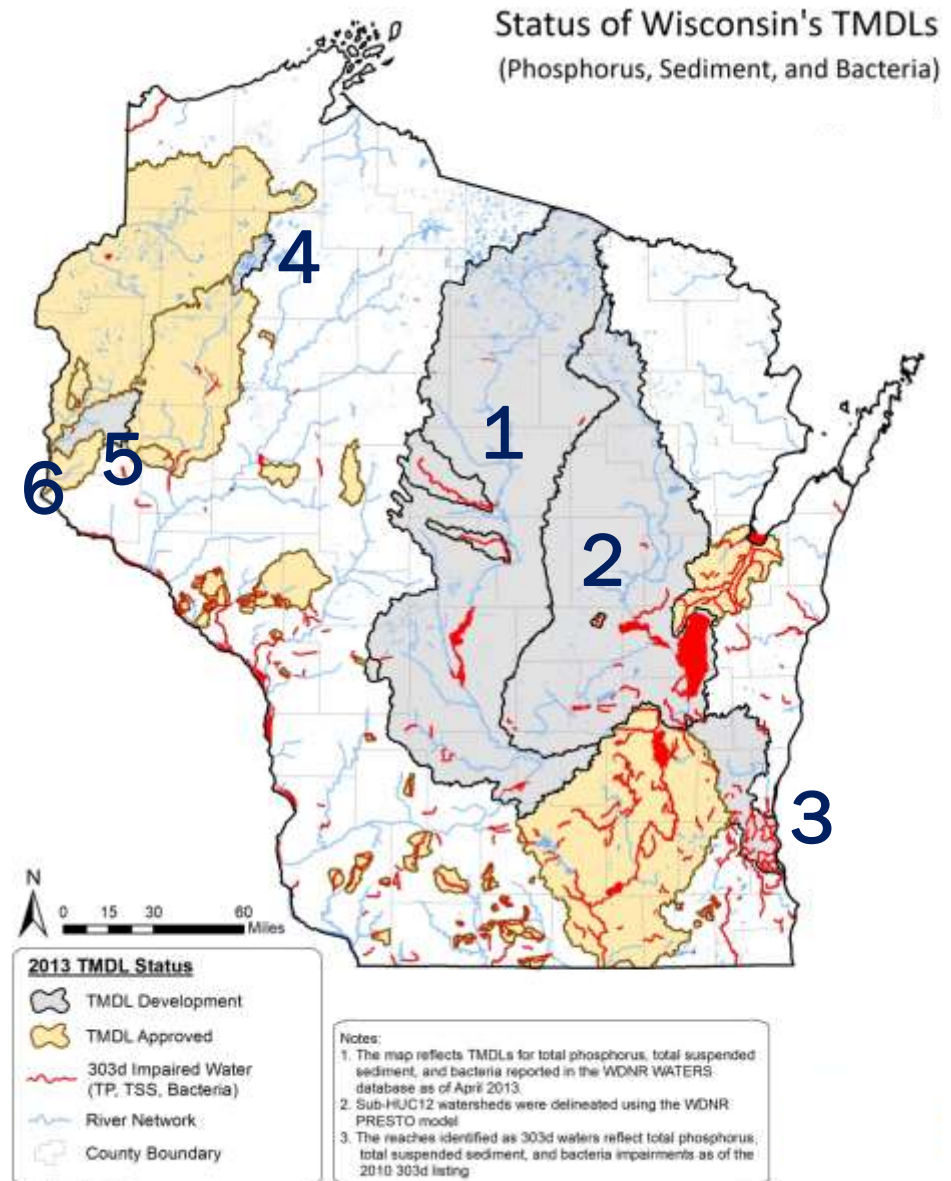 Status of Wisconsin's TMDLs
(Phosphorus, Sediment, and Bacteria)
4
1
5
6
2
3
N
0 15 30 60
Miles
2013 TMDL Status
TMDL Development
TMDL Approved
303d Impaired Water
(TP, TSS, Bacteria)
River Network
County Boundary
Notes:
1. The map reflects TMDLs for total phosphorus, total suspended
sediment, and bacteria reported in the WDNR WATERS
database as of April 2013.
2. Sub-HUC12 watersheds were delineated using the WDNR
PRESTO model
3. The reaches identified as 303d waters reflect total phosphorus,
total suspended sediment, and bacteria impairments as of the
2010 303d listing